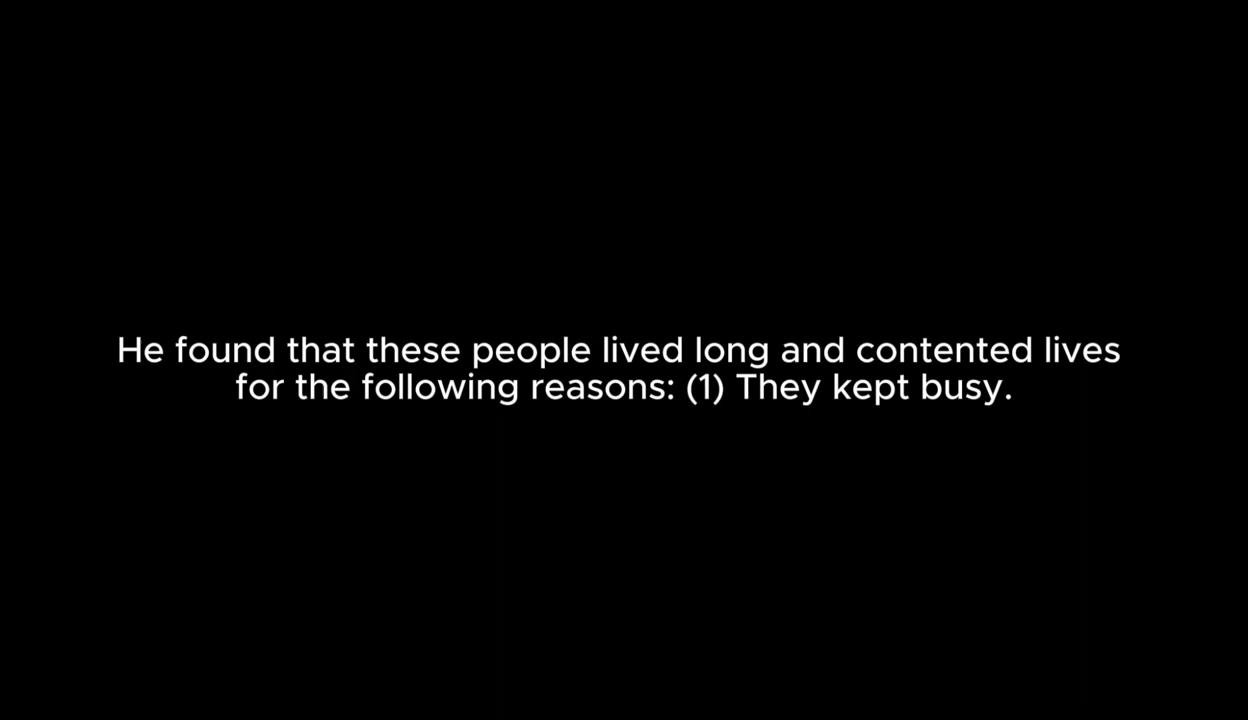 He found that these people lived long and contented lives
for the following reasons: (1) They kept busy.